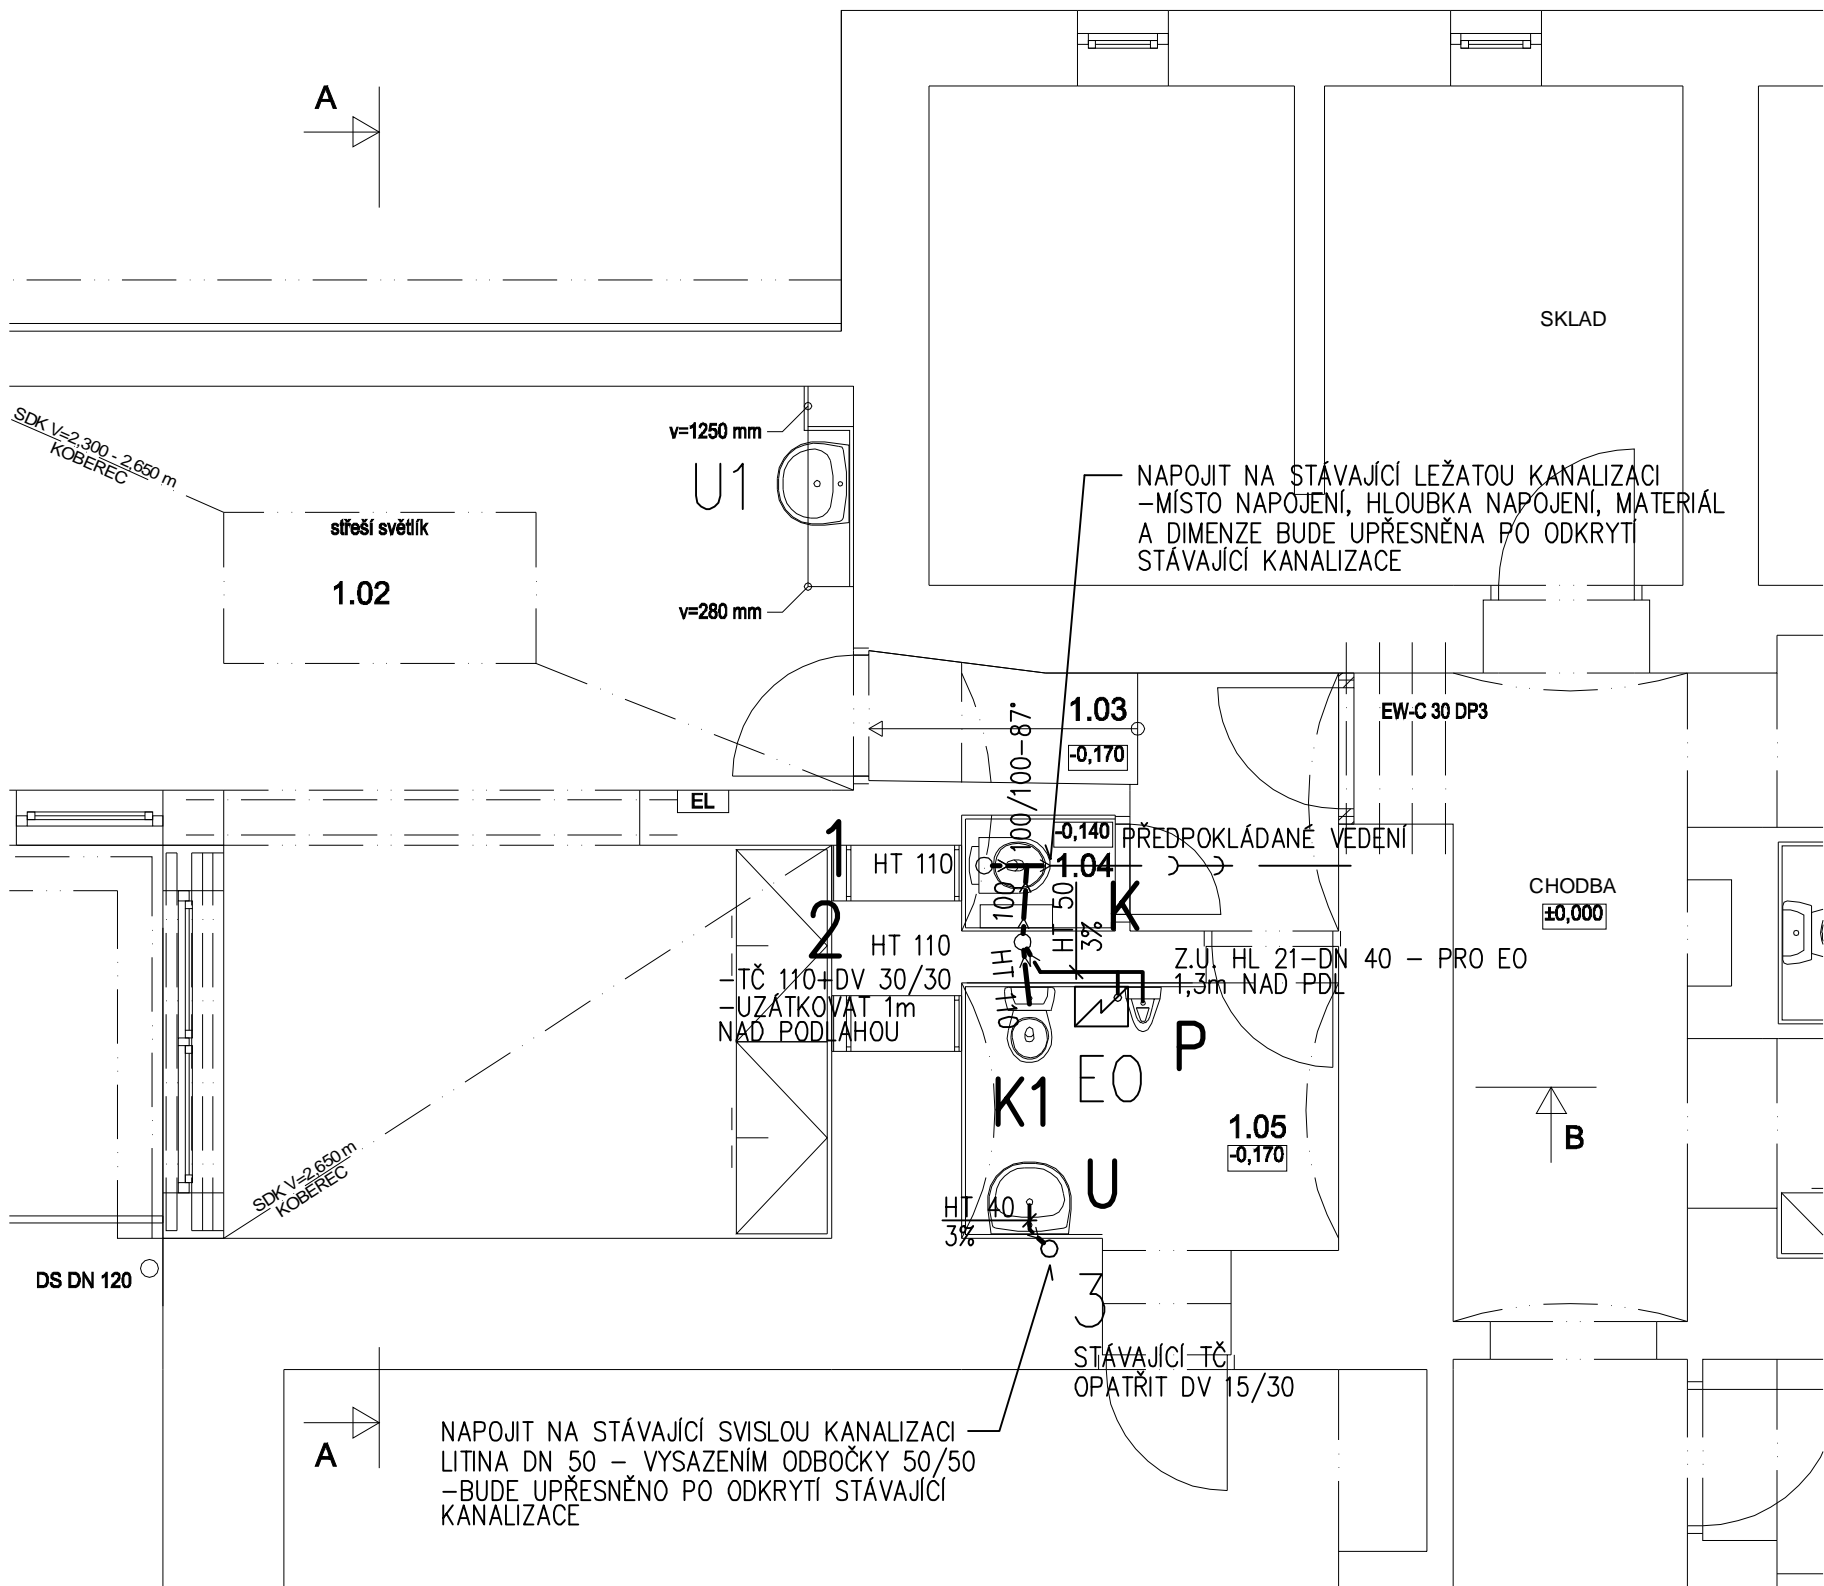 A
SKLAD
SDK V=2,300 - 2,650 m
KOBEREC
v=1250 mm
U1
NAPOJIT NA STÁVAJÍCÍ LEŽATOU KANALIZACI
-MÍSTO NAPOJENÍ, HLOUBKA NAPOJENÍ, MATERIÁL
A DIMENZE BUDE UPŘESNĚNA PO ODKRYTÍ
STÁVAJÍCÍ KANALIZACE
střeší světlík
1.02
v=280 mm
1.03
-0,170
EW-C 30 DP3
EL
100/100-87°
1
HT 110
-0,140
PŘEDPOKLÁDANÉ VEDENÍ
1.04
100
HT 50
3%
K
CHODBA
±0,000
2
HT 110
-TČ 110+DV 30/30
-UZÁTKOVAT 1m
NAD PODLAHOU
HT 110
Z.U. HL 21-DN 40 - PRO EO
1,3m NAD PDL
P
EO
K1
1.05
-0,170
B
U
SDK V=2,650 m
KOBEREC
HT 40
3%
DS DN 120
3
STÁVAJÍCÍ TČ
OPATŘIT DV 15/30
A
NAPOJIT NA STÁVAJÍCÍ SVISLOU KANALIZACI
LITINA DN 50 - VYSAZENÍM ODBOČKY 50/50
-BUDE UPŘESNĚNO PO ODKRYTÍ STÁVAJÍCÍ
KANALIZACE